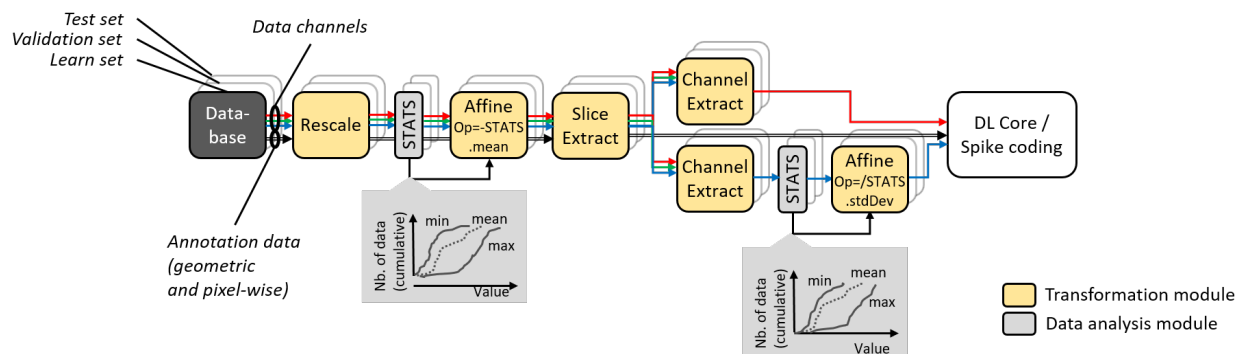 Test set
Validation set
Learn set
Data channels
Data-
base
Rescale
STATS
Affine
Op=-STATS
.mean
Slice
Extract
Channel
Extract
Channel
Extract
STATS
Affine
Op=/STATS
.stdDev
DL Core /
Spike coding
Annotation data
(geometric
and pixel-wise)
Nb. of data
(cumulative)
min
mean
max
Value
Nb. of data
(cumulative)
min
mean
max
Value
Transformation module
Data analysis module